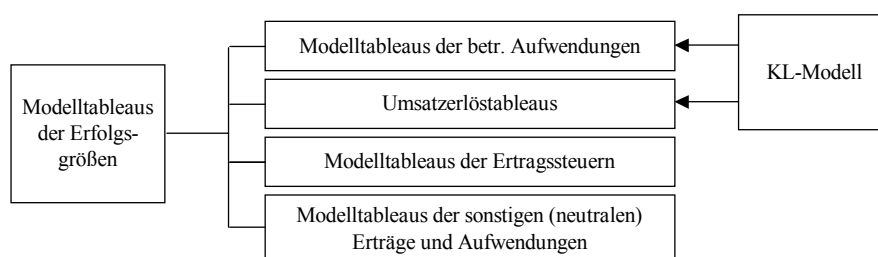 Modelltableaus der betr. Aufwendungen
KL-Modell
Modelltableaus
der Erfolgs-
größen
Umsatzerlöstableaus
Modelltableaus der Ertragssteuern
Modelltableaus der sonstigen (neutralen)
Erträge und Aufwendungen